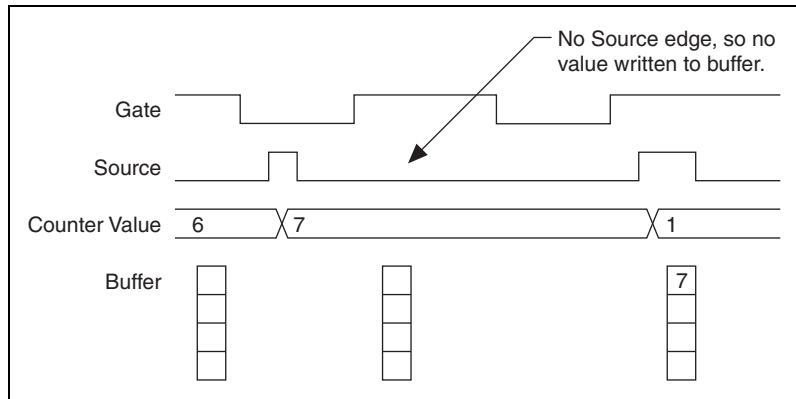 No Source edge, so no
value written to buffer.
Gate
Source
Counter Value 6 7 1
Buffer 7